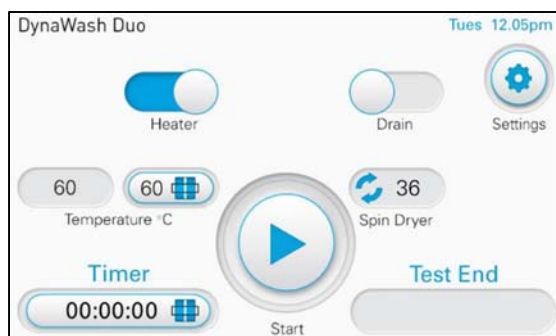 DynaWash Duo
Tues 12.05pm
Heater
Drain
Settings
60
60
36
Temperature °C
Spin Dryer
Timer
Test End
00:00:00
Start